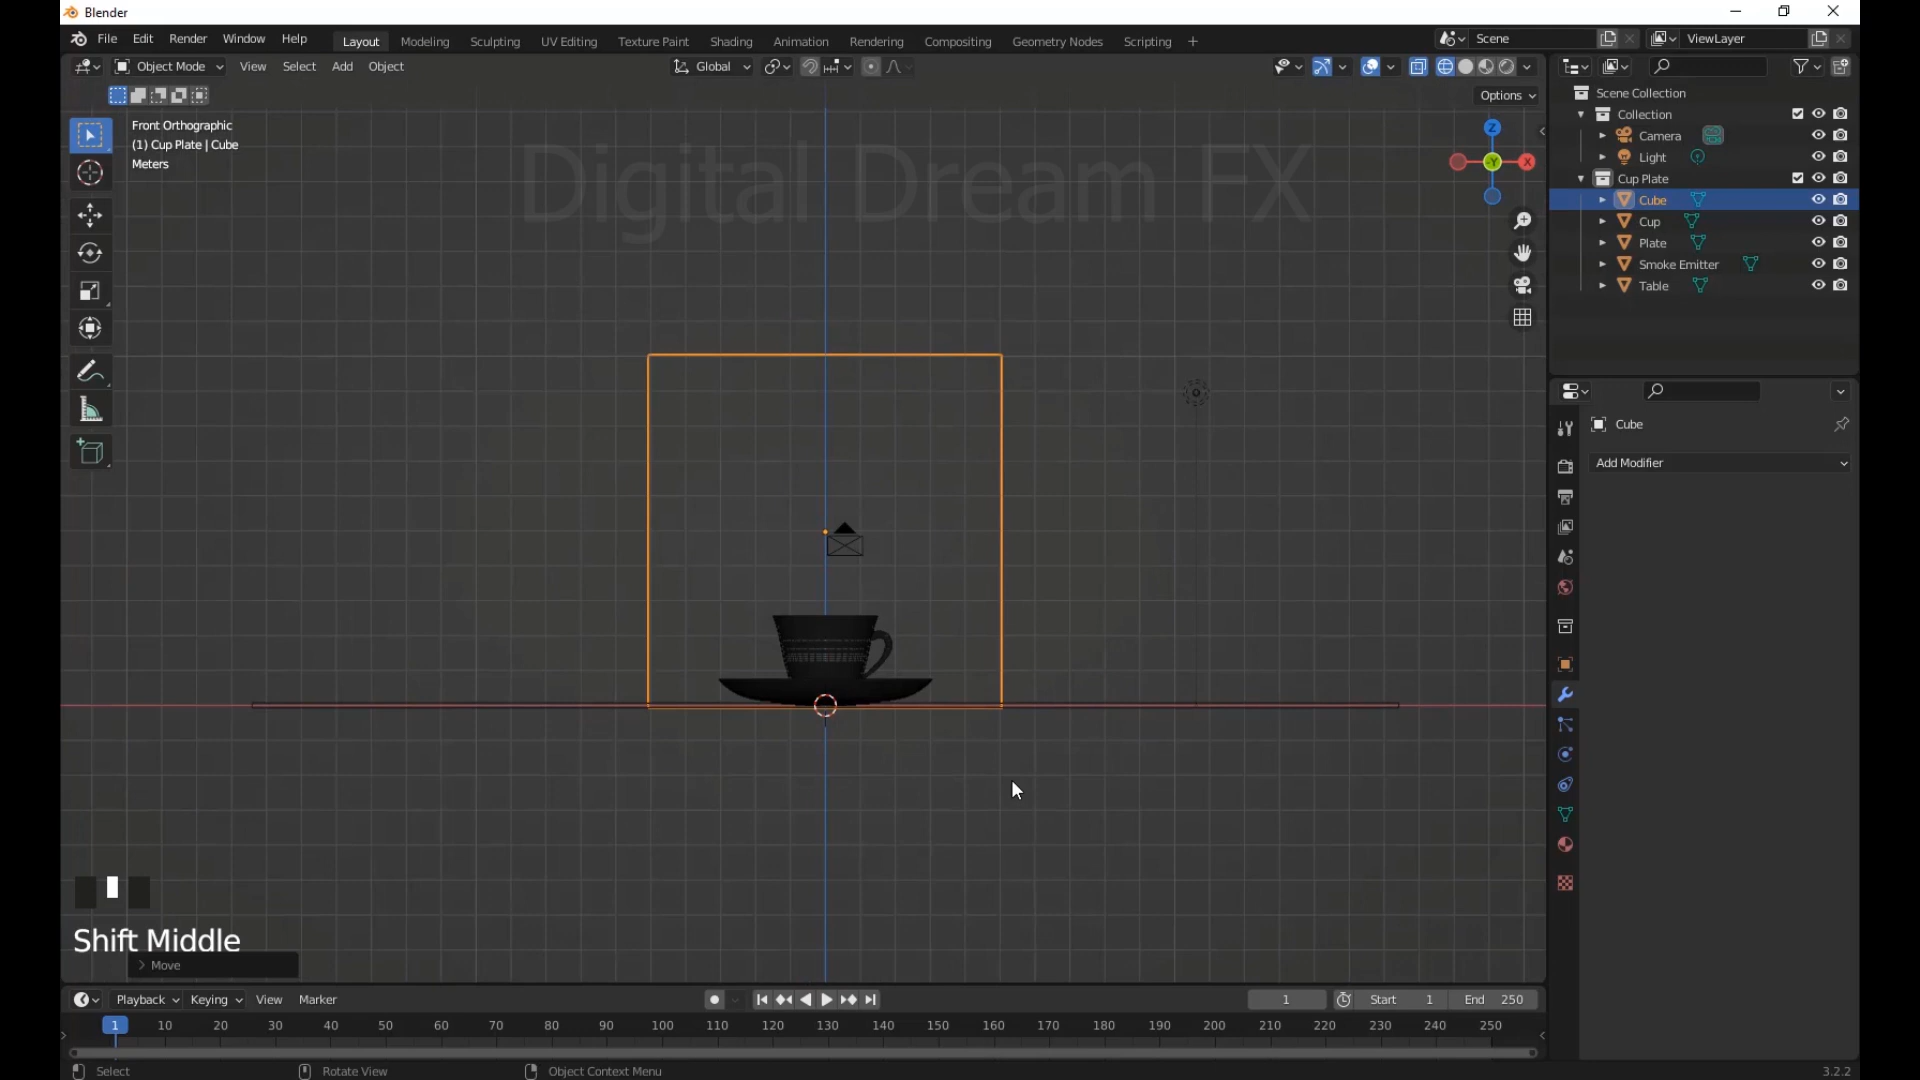 Blender
File Edit Render Window Help Layout Modeling Sculpting UV Editing Texture Paint Shading Animation Rendering Compositing Geometry Nodes Scripting + Scene ViewLayer
Object Mode View Select Add Object Global
Options
Front Orthographic
(1) Cup Plate | Cube
Meters
Digital Dream FX
Z
-Y
X
Scene Collection
Collection
Camera
Light
Cup Plate
Cube
Cup
Plate
Smoke Emitter
Table
Cube
Add Modifier
Shift Middle
> Move
Playback Keying View Marker 1 Start 1 End 250
1 10 20 30 40 50 60 70 80 90 100 110 120 130 140 150 160 170 180 190 200 210 220 230 240 250
Select Rotate View Object Context Menu 3.2.2